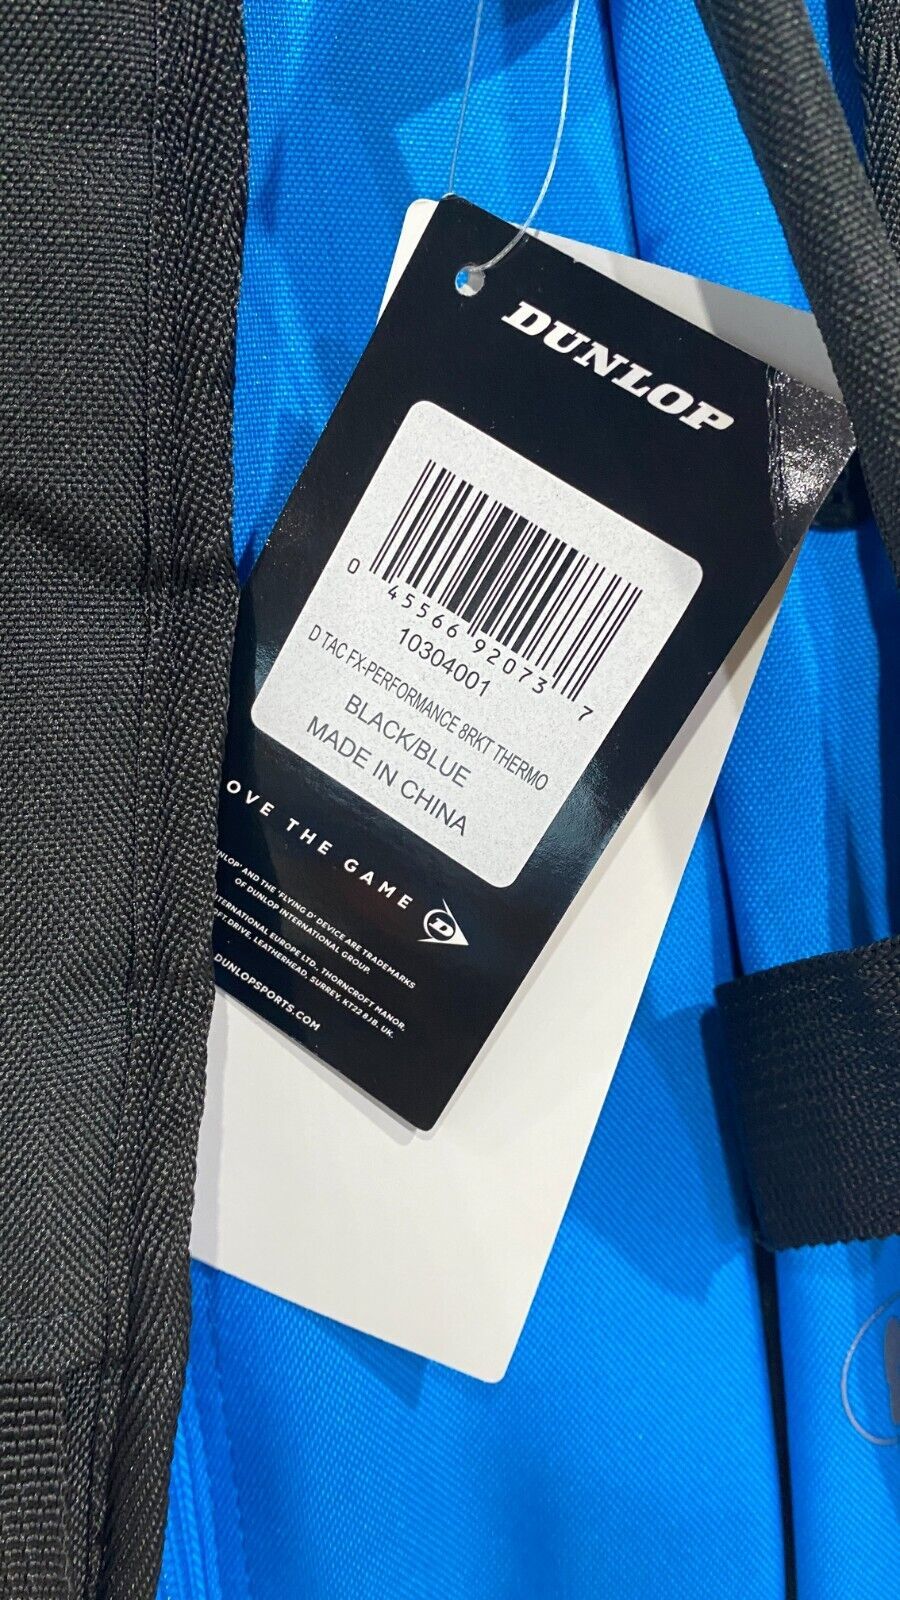 DUNLOP
0 45566 92073 7
10304001
D TAC FX-PERFORMANCE 8RKT THERMO
BLACK/BLUE
MADE IN CHINA
OVE THE GAME
D
AND THE 'FLYING D' DEVICE ARE TRADEMARKS
OF DUNLOP INTERNATIONAL GROUP.
INTERNATIONAL EUROPE LTD., THORNCROFT MANOR,
DRIVE, LEATHERHEAD, SURREY, KT22 8JB, UK.
DUNLOPSPORTS.COM